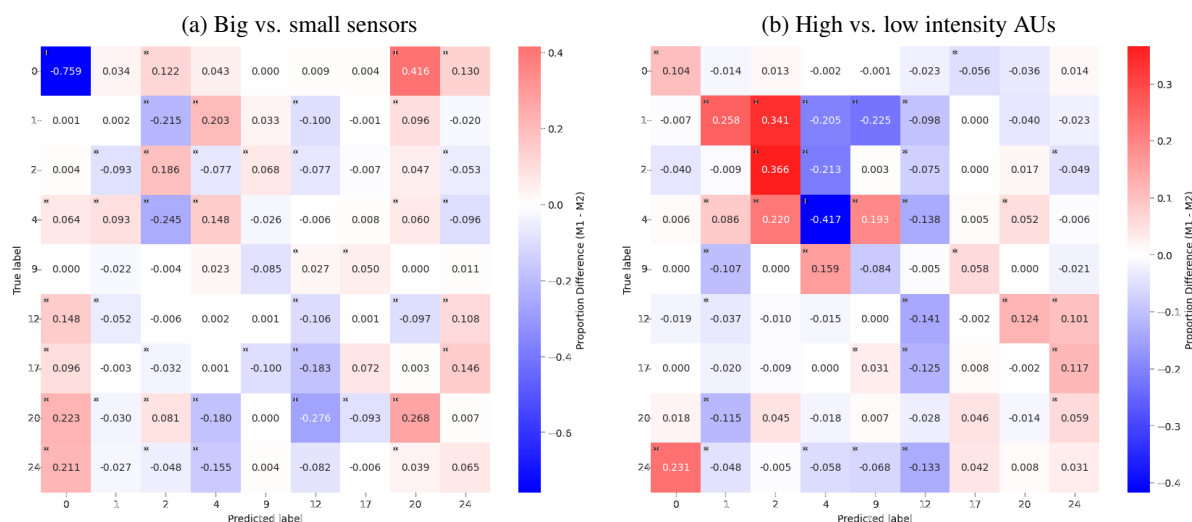 (a) Big vs. small sensors
0 -0.759 0.034 0.122 0.043 0.000 0.009 0.004 0.416 0.130
1 0.001 0.002 -0.215 0.203 0.033 -0.100 -0.001 0.096 -0.020
2 0.004 -0.093 0.186 -0.077 0.068 -0.077 -0.007 0.047 -0.053
4 0.064 0.093 -0.245 0.148 -0.026 -0.006 0.008 0.060 -0.096
9 0.000 -0.022 -0.004 0.023 -0.085 0.027 0.050 0.000 0.011
12 0.148 -0.052 -0.006 0.002 0.001 -0.106 0.001 -0.097 0.108
17 0.096 -0.003 -0.032 0.001 -0.100 -0.183 0.072 0.003 0.146
20 0.223 -0.030 0.081 -0.180 0.000 -0.276 -0.093 0.268 0.007
24 0.211 -0.027 -0.048 -0.155 0.004 -0.082 -0.006 0.039 0.065
0 1 2 4 9 12 17 20 24
Predicted label
True label
0.4
0.2
0.0
-0.2
-0.4
-0.6
Proportion Difference (M1 - M2)
(b) High vs. low intensity AUs
0 0.104 -0.014 0.013 -0.002 -0.001 -0.023 -0.056 -0.036 0.014
1 -0.007 0.258 0.341 -0.205 -0.225 -0.098 0.000 -0.040 -0.023
2 -0.040 -0.009 0.366 -0.213 0.003 -0.075 0.000 0.017 -0.049
4 0.006 0.086 0.220 -0.417 0.193 -0.138 0.005 0.052 -0.006
9 0.000 -0.107 0.000 0.159 -0.084 -0.005 0.058 0.000 -0.021
12 -0.019 -0.037 -0.010 -0.015 0.000 -0.141 -0.002 0.124 0.101
17 0.000 -0.020 -0.009 0.000 0.031 -0.125 0.008 -0.002 0.117
20 0.018 -0.115 0.045 -0.018 0.007 -0.028 0.046 -0.014 0.059
24 0.231 -0.048 -0.005 -0.058 -0.068 -0.133 0.042 0.008 0.031
0 1 2 4 9 12 17 20 24
Predicted label
True label
0.3
0.2
0.1
0.0
-0.1
-0.2
-0.3
-0.4
Proportion Difference (M1 - M2)